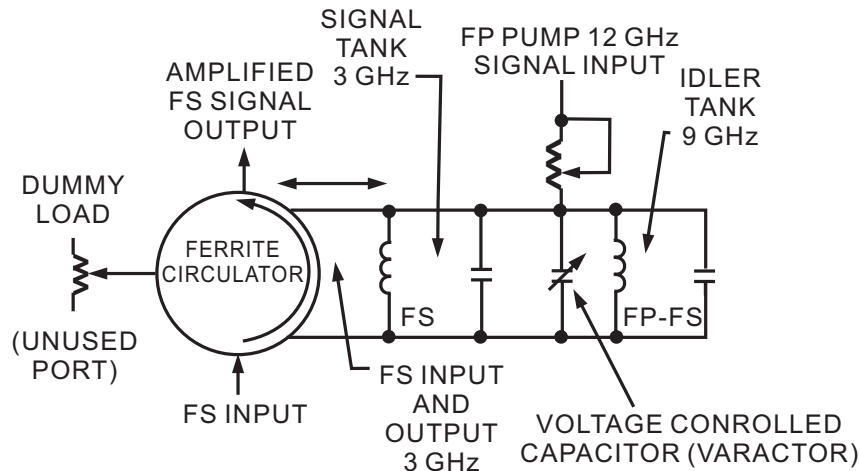 SIGNAL
TANK
3 GHz
FP PUMP 12 GHz
SIGNAL INPUT
AMPLIFIED
FS SIGNAL
OUTPUT
IDLER
TANK
9 GHz
DUMMY
LOAD
FERRITE
CIRCULATOR
FS
FP-FS
(UNUSED
PORT)
FS INPUT
FS INPUT
AND
OUTPUT
3 GHz
VOLTAGE CONROLLED
CAPACITOR (VARACTOR)